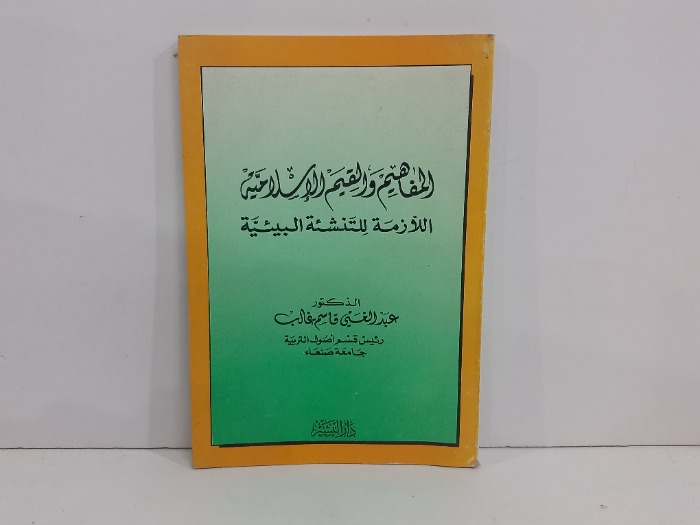 المفاهيم والقيم الإسلامية
اللازمة للتنشئة البيئية
الدكتور
عبد الغني قاسم غالب
رئيس قسم أصول التربية
جامعة صنعاء
دار البشير